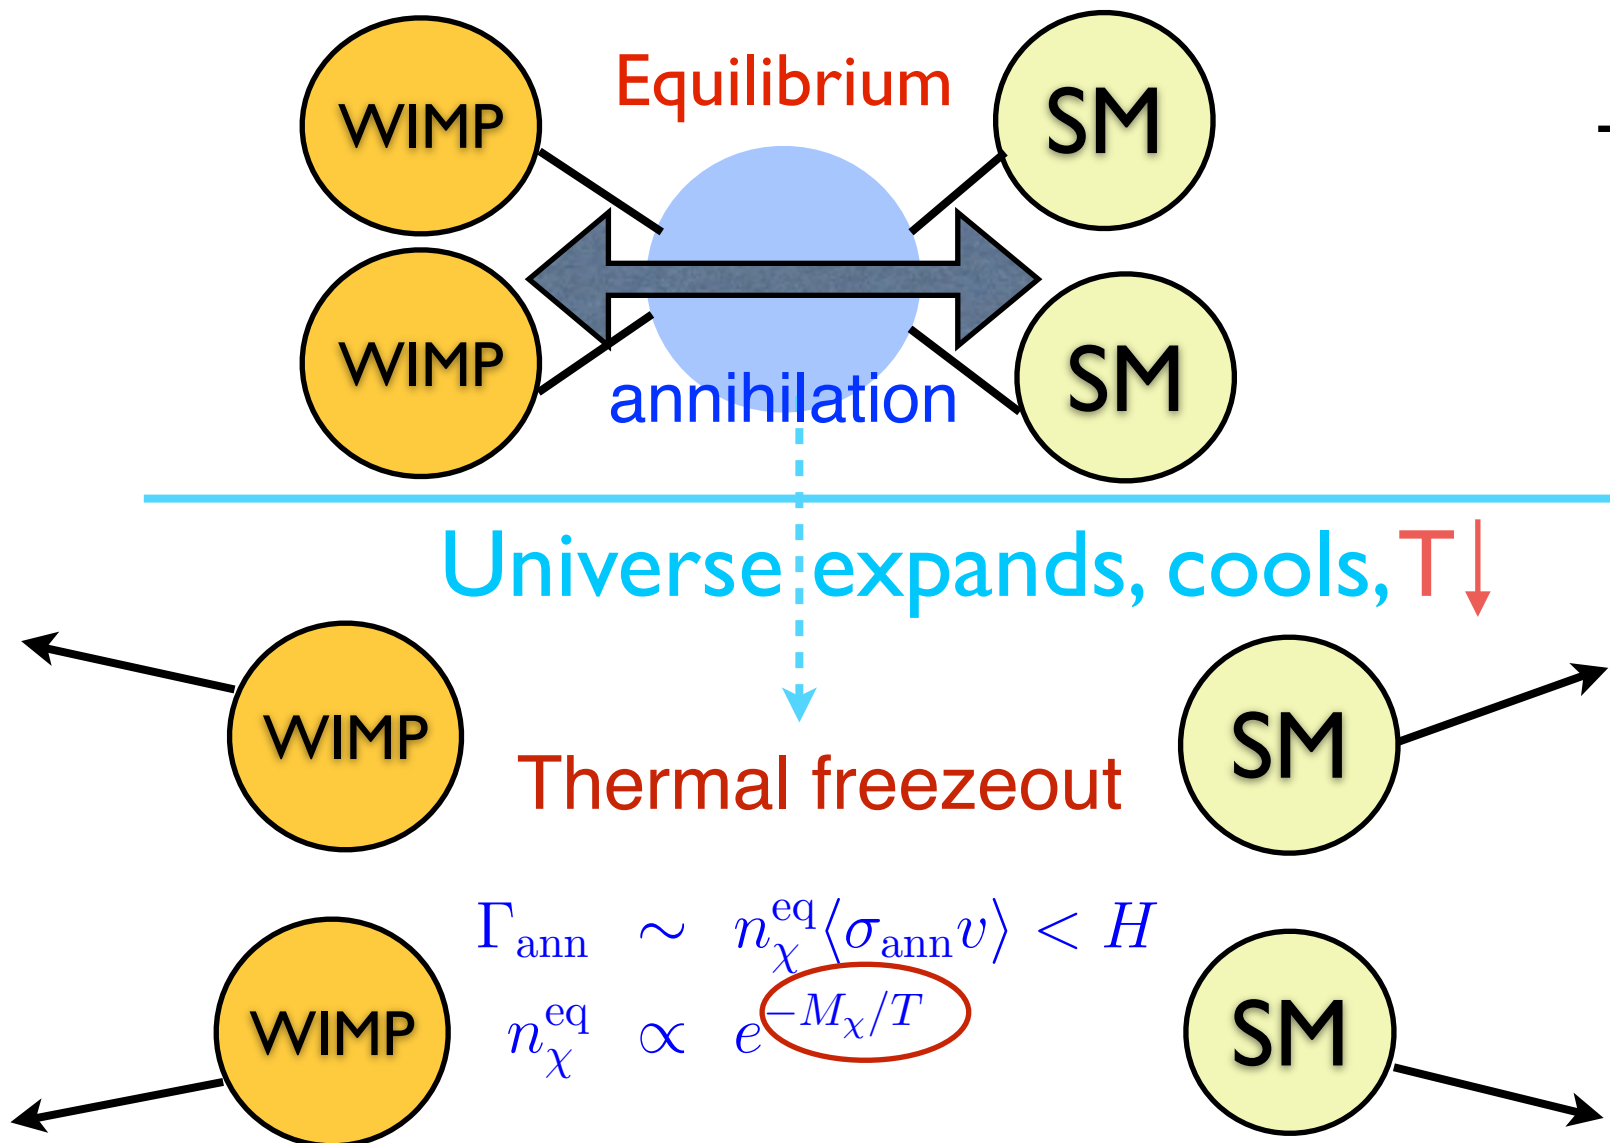 WIMP
Equilibrium
SM
WIMP
SM
annihilation
Universe expands, cools, T↓
WIMP
SM
Thermal freezeout
Γ_ann ∼ n_χ^eq⟨σ_ann v⟩ < H
n_χ^eq ∝ e^{-M_χ/T}
WIMP
SM